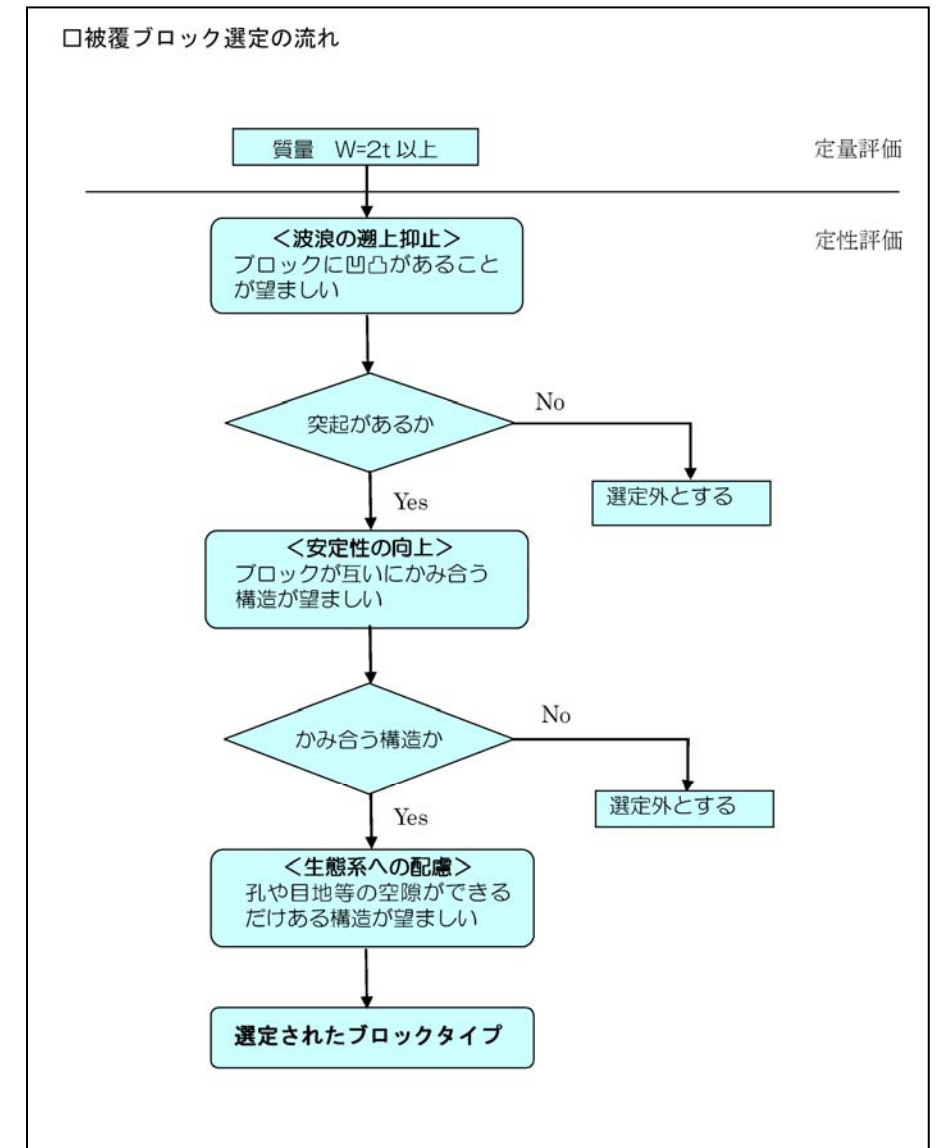 □被覆ブロック選定の流れ
質量 W=2t 以上
定量評価
定性評価
＜波浪の遡上抑止＞
ブロックに凹凸があること
が望ましい
突起があるか
No
選定外とする
Yes
＜安定性の向上＞
ブロックが互いにかみ合う
構造が望ましい
かみ合う構造か
No
選定外とする
Yes
＜生態系への配慮＞
孔や目地等の空隙ができる
だけある構造が望ましい
選定されたブロックタイプ